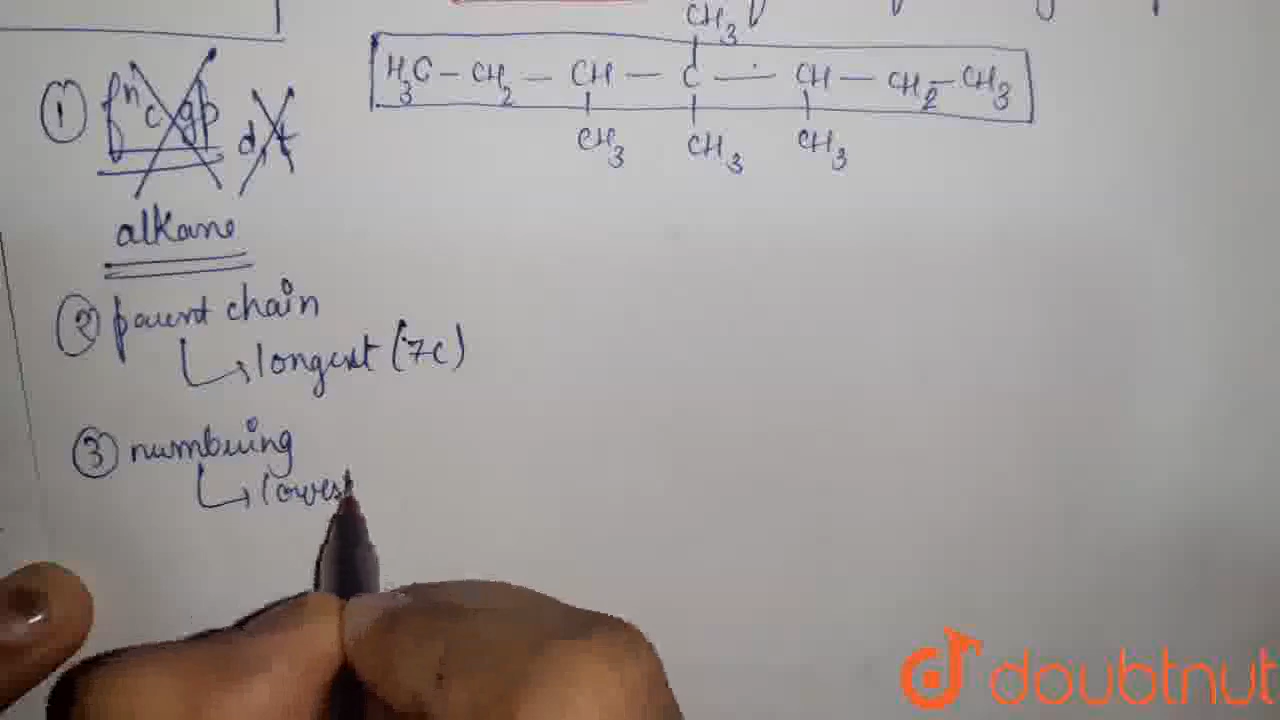 CH3
H3C – CH2 – CH – C – CH – CH2 – CH3
CH3 CH3 CH3
① fnc gp d, t
alkane
② parent chain
↳ longest (7C)
③ numbering
↳ lowest
doubtnut